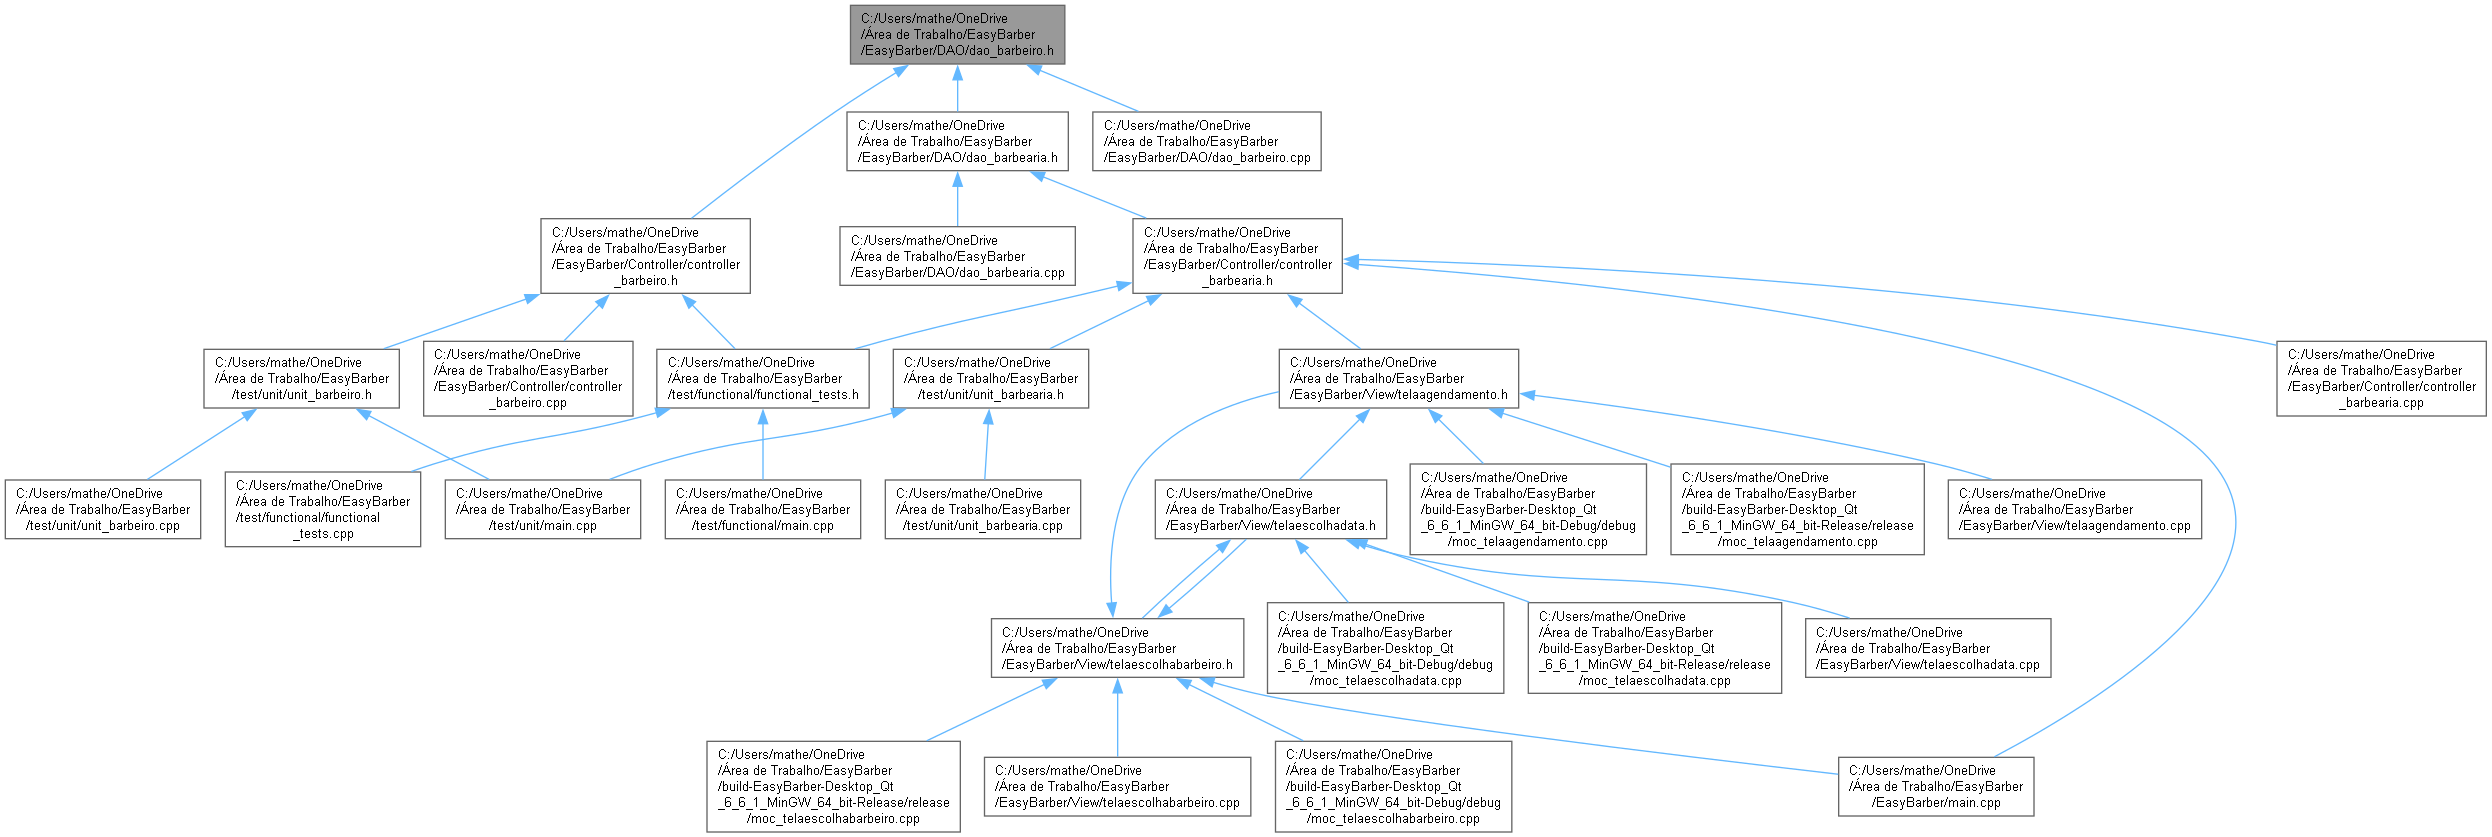 C:/Users/mathe/OneDrive
/Área de Trabalho/EasyBarber
/EasyBarber/DAO/dao_barbeiro.h
C:/Users/mathe/OneDrive
/Área de Trabalho/EasyBarber
/EasyBarber/DAO/dao_barbearia.h
C:/Users/mathe/OneDrive
/Área de Trabalho/EasyBarber
/EasyBarber/DAO/dao_barbeiro.cpp
C:/Users/mathe/OneDrive
/Área de Trabalho/EasyBarber
/EasyBarber/Controller/controller
_barbeiro.h
C:/Users/mathe/OneDrive
/Área de Trabalho/EasyBarber
/EasyBarber/DAO/dao_barbearia.cpp
C:/Users/mathe/OneDrive
/Área de Trabalho/EasyBarber
/EasyBarber/Controller/controller
_barbearia.h
C:/Users/mathe/OneDrive
/Área de Trabalho/EasyBarber
/test/unit/unit_barbeiro.h
C:/Users/mathe/OneDrive
/Área de Trabalho/EasyBarber
/EasyBarber/Controller/controller
_barbeiro.cpp
C:/Users/mathe/OneDrive
/Área de Trabalho/EasyBarber
/test/functional/functional_tests.h
C:/Users/mathe/OneDrive
/Área de Trabalho/EasyBarber
/test/unit/unit_barbearia.h
C:/Users/mathe/OneDrive
/Área de Trabalho/EasyBarber
/EasyBarber/View/telaagendamento.h
C:/Users/mathe/OneDrive
/Área de Trabalho/EasyBarber
/EasyBarber/Controller/controller
_barbearia.cpp
C:/Users/mathe/OneDrive
/Área de Trabalho/EasyBarber
/test/unit/unit_barbeiro.cpp
C:/Users/mathe/OneDrive
/Área de Trabalho/EasyBarber
/test/functional/functional
_tests.cpp
C:/Users/mathe/OneDrive
/Área de Trabalho/EasyBarber
/test/unit/main.cpp
C:/Users/mathe/OneDrive
/Área de Trabalho/EasyBarber
/test/functional/main.cpp
C:/Users/mathe/OneDrive
/Área de Trabalho/EasyBarber
/test/unit/unit_barbearia.cpp
C:/Users/mathe/OneDrive
/Área de Trabalho/EasyBarber
/EasyBarber/View/telaescolhadata.h
C:/Users/mathe/OneDrive
/Área de Trabalho/EasyBarber
/build-EasyBarber-Desktop_Qt
_6_6_1_MinGW_64_bit-Debug/debug
/moc_telaagendamento.cpp
C:/Users/mathe/OneDrive
/Área de Trabalho/EasyBarber
/build-EasyBarber-Desktop_Qt
_6_6_1_MinGW_64_bit-Release/release
/moc_telaagendamento.cpp
C:/Users/mathe/OneDrive
/Área de Trabalho/EasyBarber
/EasyBarber/View/telaagendamento.cpp
C:/Users/mathe/OneDrive
/Área de Trabalho/EasyBarber
/EasyBarber/View/telaescolhabarbeiro.h
C:/Users/mathe/OneDrive
/Área de Trabalho/EasyBarber
/build-EasyBarber-Desktop_Qt
_6_6_1_MinGW_64_bit-Debug/debug
/moc_telaescolhadata.cpp
C:/Users/mathe/OneDrive
/Área de Trabalho/EasyBarber
/build-EasyBarber-Desktop_Qt
_6_6_1_MinGW_64_bit-Release/release
/moc_telaescolhadata.cpp
C:/Users/mathe/OneDrive
/Área de Trabalho/EasyBarber
/EasyBarber/View/telaescolhadata.cpp
C:/Users/mathe/OneDrive
/Área de Trabalho/EasyBarber
/build-EasyBarber-Desktop_Qt
_6_6_1_MinGW_64_bit-Release/release
/moc_telaescolhabarbeiro.cpp
C:/Users/mathe/OneDrive
/Área de Trabalho/EasyBarber
/EasyBarber/View/telaescolhabarbeiro.cpp
C:/Users/mathe/OneDrive
/Área de Trabalho/EasyBarber
/build-EasyBarber-Desktop_Qt
_6_6_1_MinGW_64_bit-Debug/debug
/moc_telaescolhabarbeiro.cpp
C:/Users/mathe/OneDrive
/Área de Trabalho/EasyBarber
/EasyBarber/main.cpp